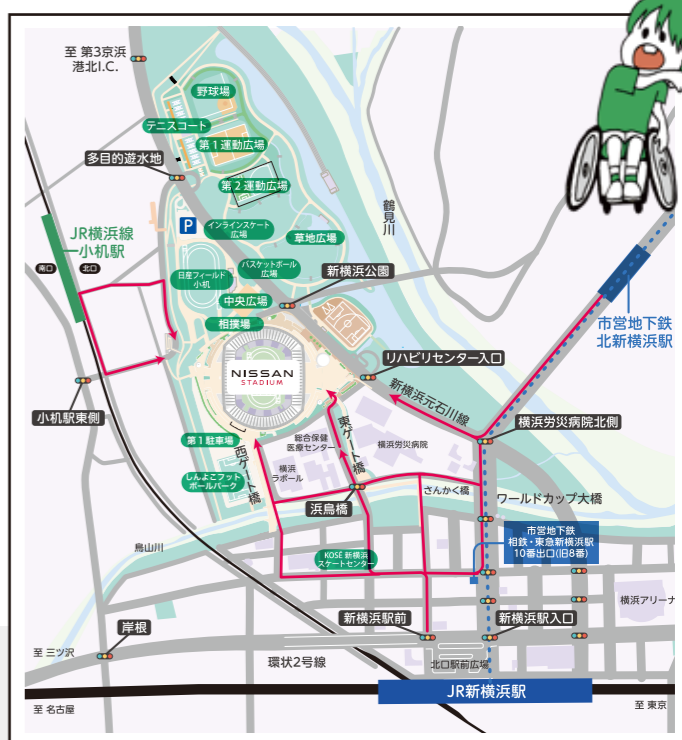 至 第3京浜
港北I.C.
野球場
テニスコート
第1運動広場
多目的遊水地
第2運動広場
P
インラインスケート
広場
草地広場
鶴見川
JR横浜線
小机駅
南口
北口
日産フィールド
小机
バスケットボール
広場
新横浜公園
中央広場
相撲場
市営地下鉄
北新横浜駅
NISSAN
STADIUM
リハビリセンター入口
新横浜元石川線
小机駅東側
横浜労災病院北側
第1駐車場
西ゲート橋
総合保健
医療センター
東ゲート橋
横浜労災病院
横浜
ラポール
しんよこフット
ボールパーク
さんかく橋
浜鳥橋
ワールドカップ大橋
鳥山川
市営地下鉄
相鉄・東急新横浜駅
10番出口(旧8番)
KOSÉ 新横浜
スケートセンター
横浜アリーナ
岸根
新横浜駅前
新横浜駅入口
至 三ツ沢
環状2号線
北口駅前広場
JR新横浜駅
至 名古屋
至 東京